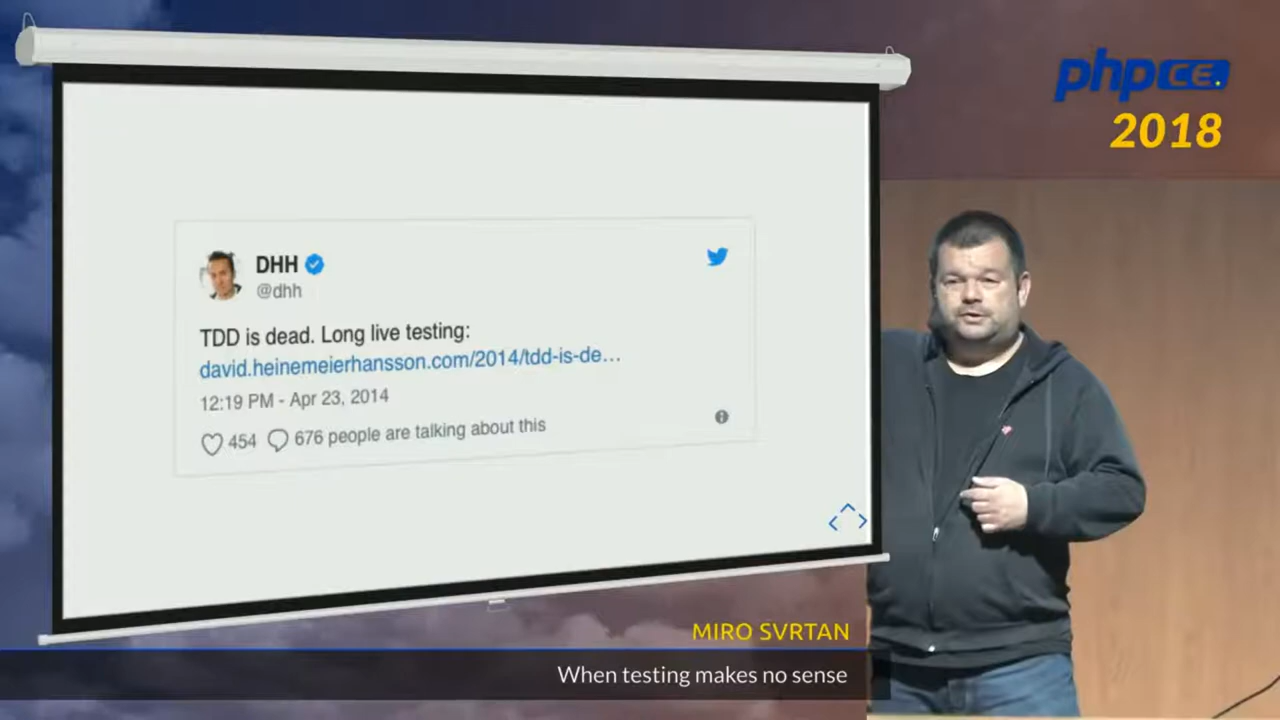 phpCE.
2018
DHH
@dhh
TDD is dead. Long live testing:
david.heinemeierhansson.com/2014/tdd-is-de…
12:19 PM - Apr 23, 2014
454 676 people are talking about this
MIRO SVRTAN
When testing makes no sense